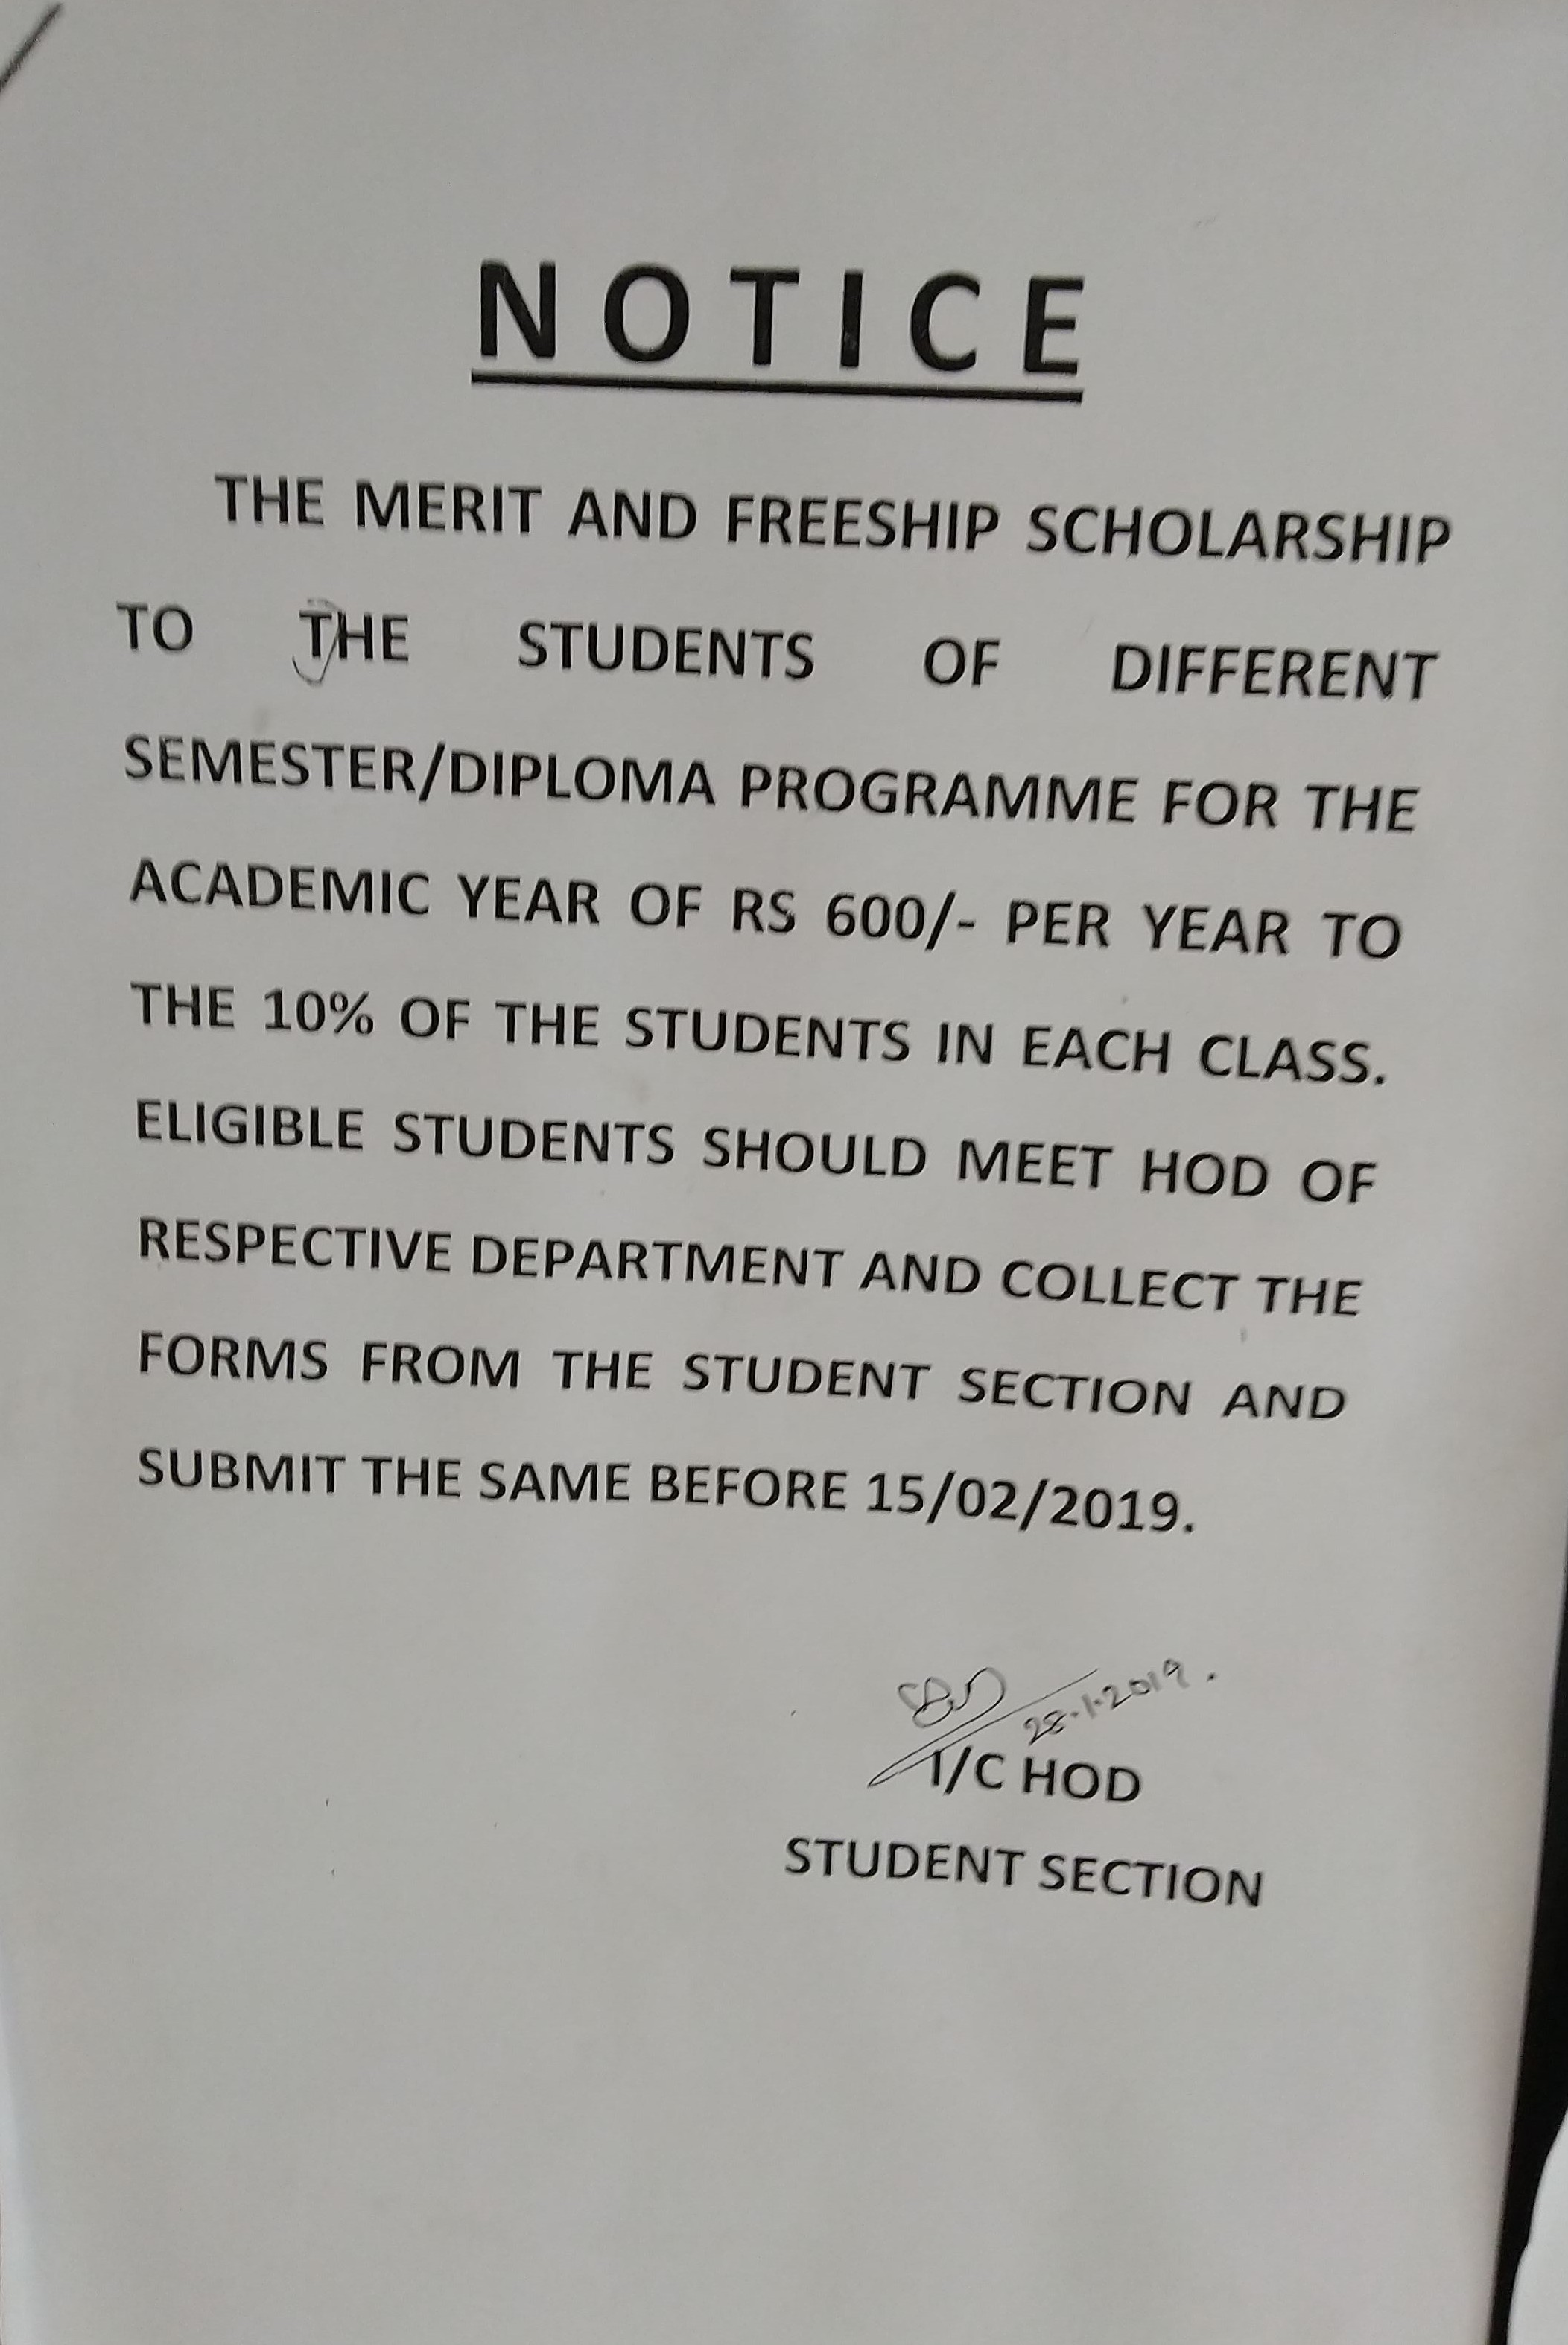 NOTICE
THE MERIT AND FREESHIP SCHOLARSHIP
TO THE STUDENTS OF DIFFERENT
SEMESTER/DIPLOMA PROGRAMME FOR THE
ACADEMIC YEAR OF RS 600/- PER YEAR TO
THE 10% OF THE STUDENTS IN EACH CLASS.
ELIGIBLE STUDENTS SHOULD MEET HOD OF
RESPECTIVE DEPARTMENT AND COLLECT THE
FORMS FROM THE STUDENT SECTION AND
SUBMIT THE SAME BEFORE 15/02/2019.
28.1.2019.
I/C HOD
STUDENT SECTION